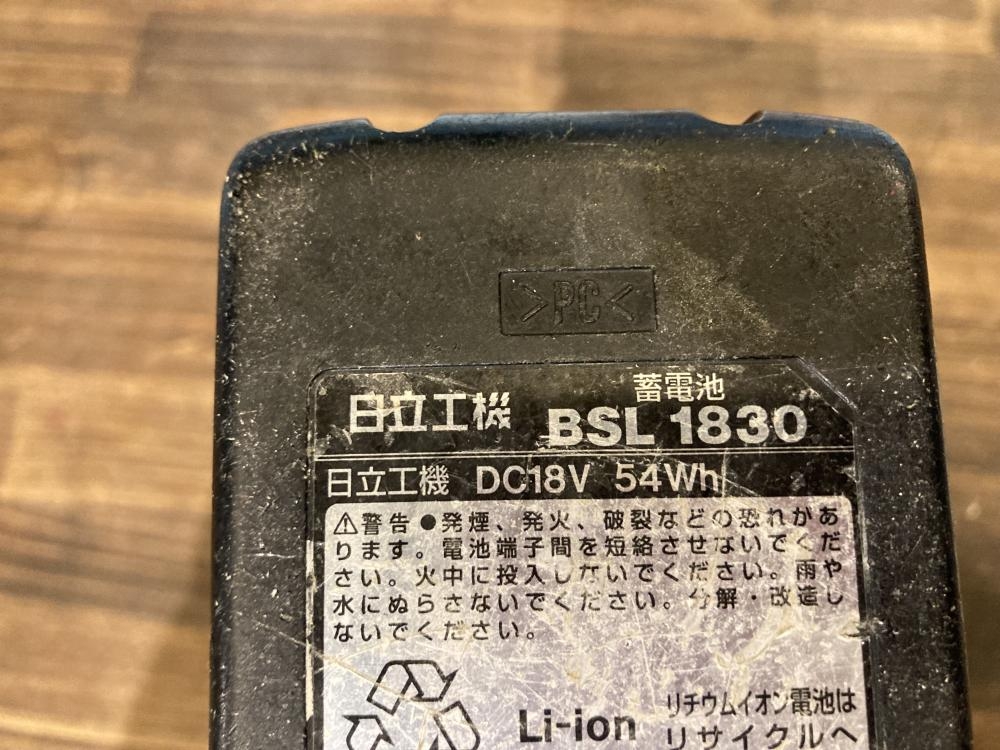 >PC<
蓄電池
日立工機 BSL 1830
日立工機 DC18V 54Wh
⚠警告 ●発煙、発火、破裂などの恐れがあ
ります。電池端子間を短絡させないでくだ
さい。火中に投入しないでください。雨や
水にぬらさないでください。分解・改造し
ないでください。
Li-ion
リチウムイオン電池は
リサイクルへ